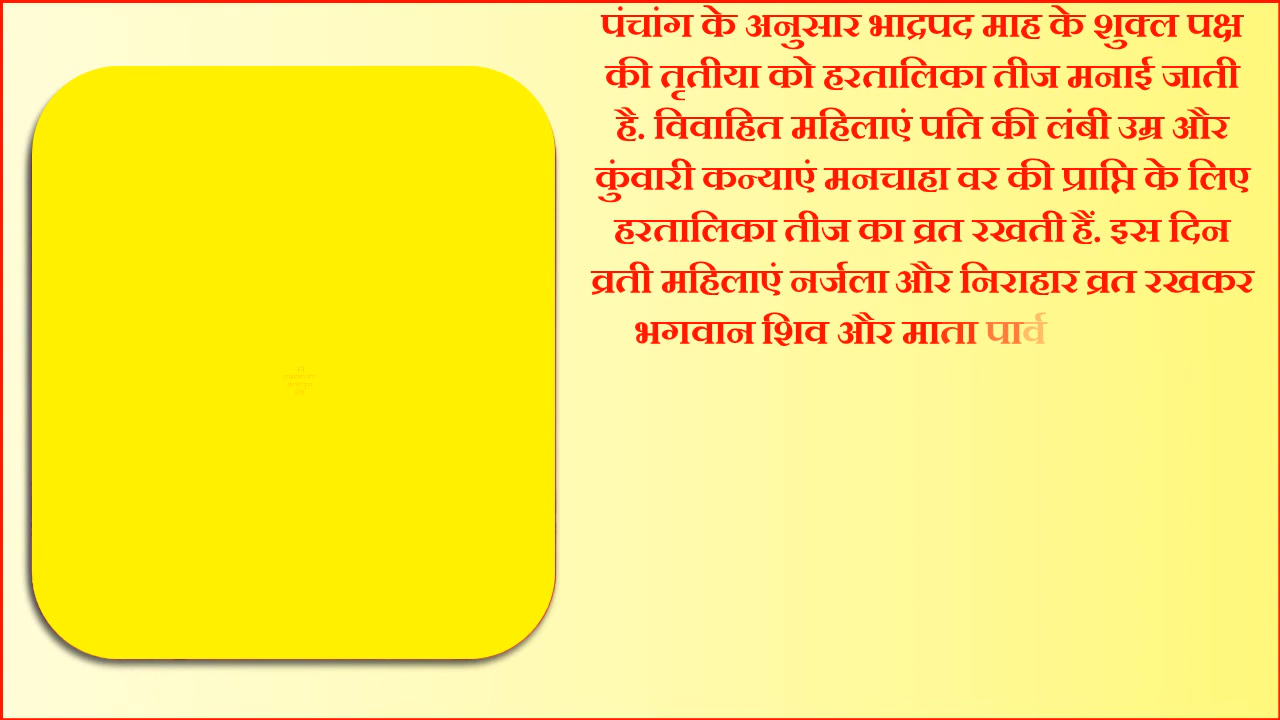 पंचांग के अनुसार भाद्रपद माह के शुक्ल पक्ष
की तृतीया को हरतालिका तीज मनाई जाती
है. विवाहित महिलाएं पति की लंबी उम्र और
कुंवारी कन्याएं मनचाहा वर की प्राप्ति के लिए
हरतालिका तीज का व्रत रखती हैं. इस दिन
व्रती महिलाएं नर्जला और निराहार व्रत रखकर
भगवान शिव और माता पार्व